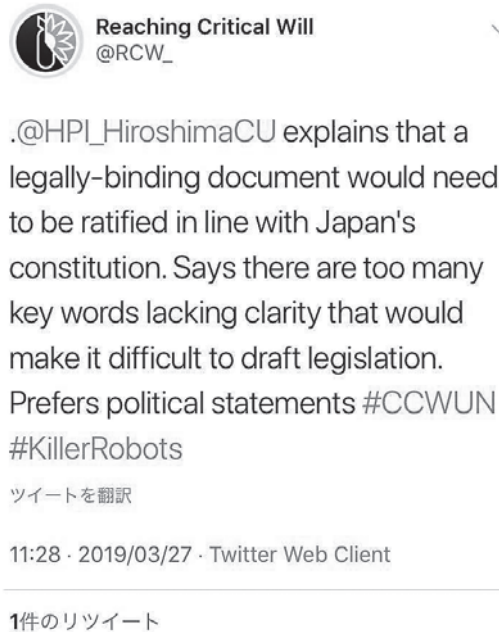 Reaching Critical Will
@RCW_
.@HPI_HiroshimaCU explains that a
legally-binding document would need
to be ratified in line with Japan's
constitution. Says there are too many
key words lacking clarity that would
make it difficult to draft legislation.
Prefers political statements #CCWUN
#KillerRobots
ツイートを翻訳
11:28 · 2019/03/27 · Twitter Web Client
1件のリツイート